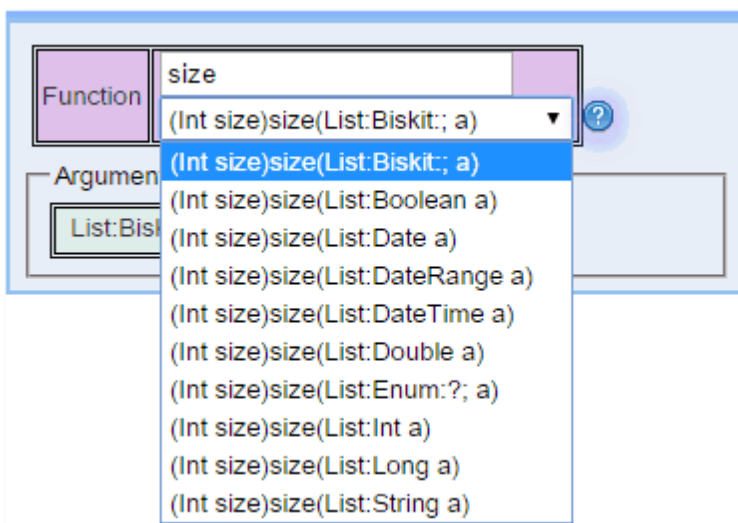 size
Function
(Int size)size(List:Biskit:; a)
(Int size)size(List:Biskit:; a)
Argumen
(Int size)size(List:Boolean a)
List:Bisk
(Int size)size(List:Date a)
(Int size)size(List:DateRange a)
(Int size)size(List:DateTime a)
(Int size)size(List:Double a)
(Int size)size(List:Enum:?; a)
(Int size)size(List:Int a)
(Int size)size(List:Long a)
(Int size)size(List:String a)